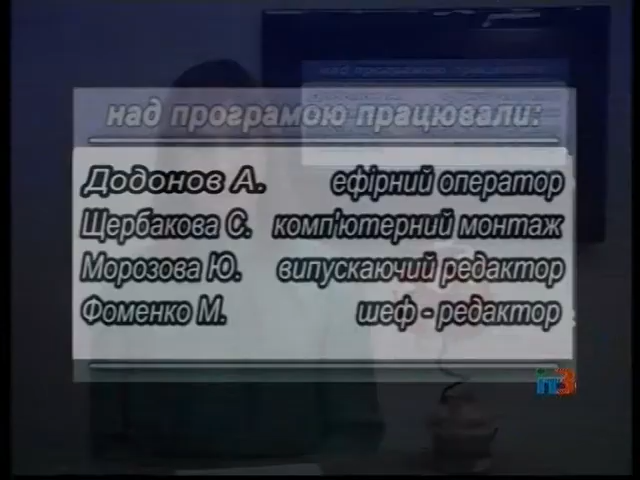 над програмою працювали:
Додонов А. ефірний оператор
Щербакова С. комп'ютерний монтаж
Морозова Ю. випускаючий редактор
Фоменко М. шеф - редактор